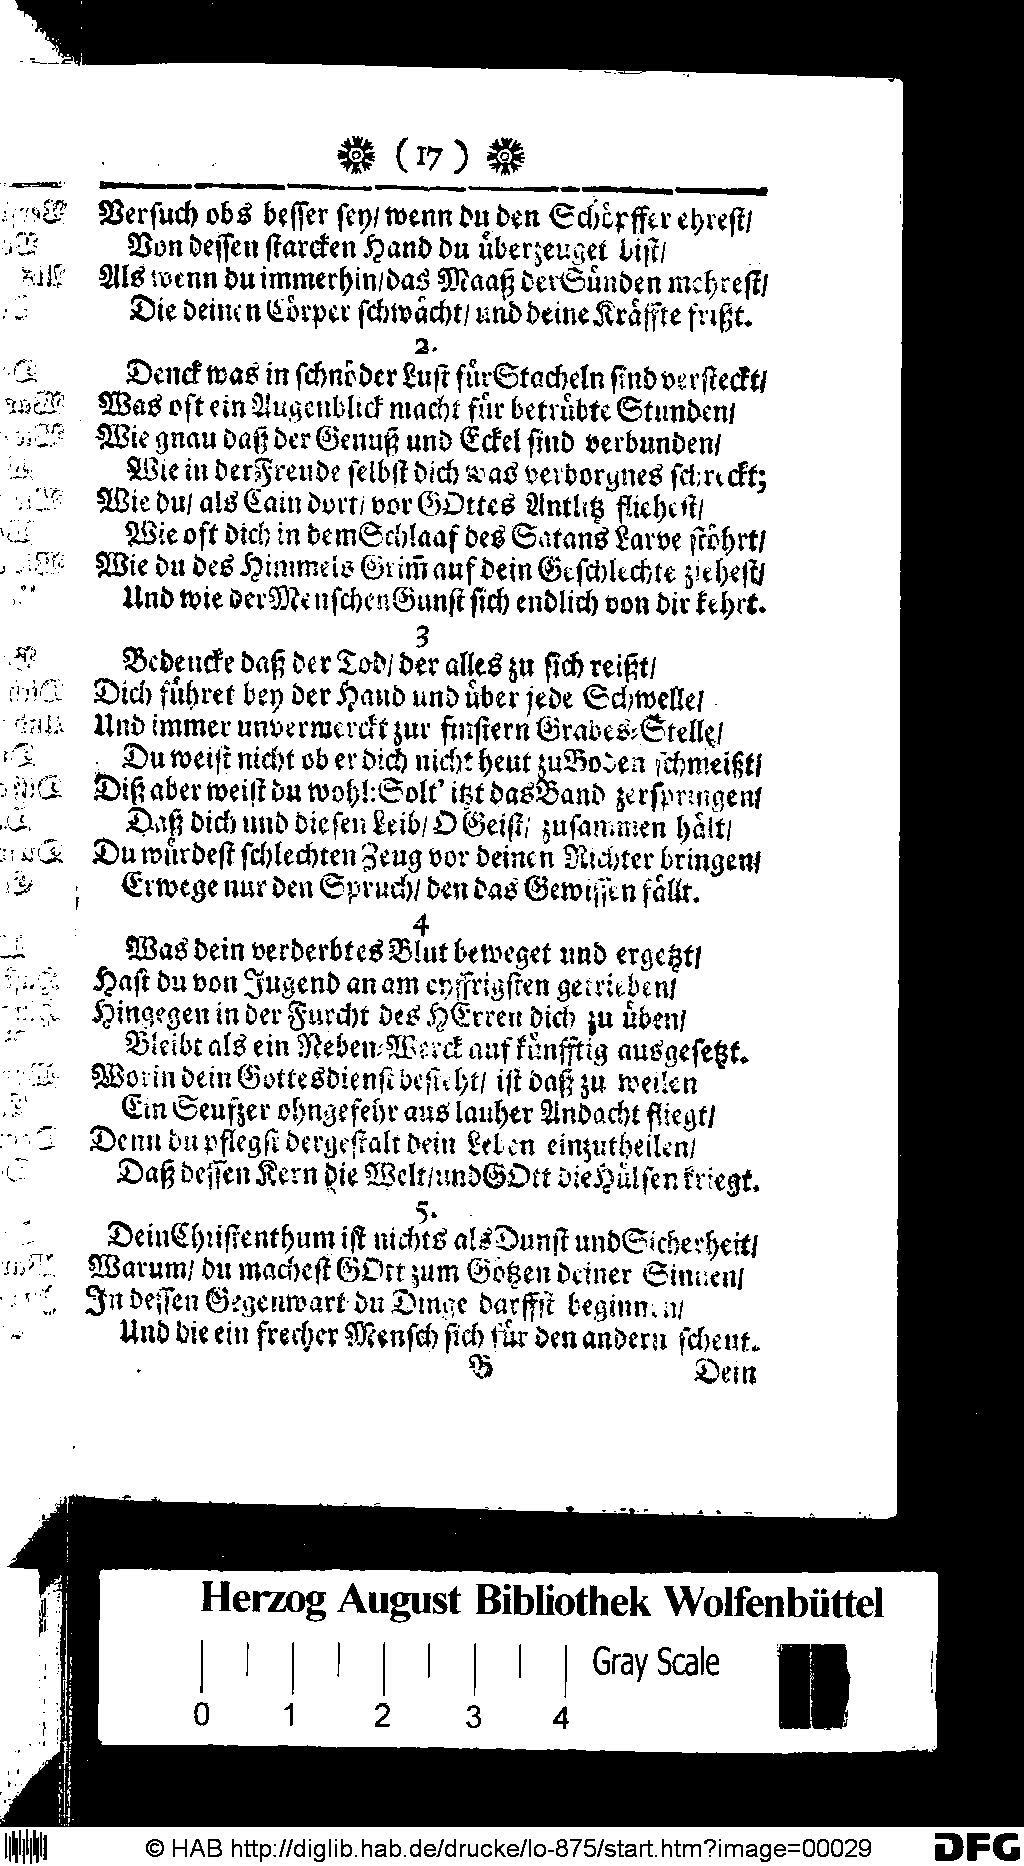 ( 17 )
Versuch obs besser sey/ wenn du den Schöpffer ehrest/
Von dessen starcken Hand du überzeuget bist/
Als wenn du immerhin/ das Maaß der Sünden mehrest/
Die deinen Cörper schwächt/ und deine Kräffte frißt.
2.
Denck was in schnöder Lust für Stacheln sind versteckt/
Was oft ein Augenblick macht für betrübte Stunden/
Wie gnau daß der Genuß und Eckel sind verbunden/
Wie in der Freude selbst dich was verborgnes schreckt;
Wie du/ als Cain dort/ vor GOttes Antlitz fliehest/
Wie oft dich in dem Schlaaf des Satans Larve stöhrt/
Wie du des Himmels Grim̃ auf dein Geschlechte ziehest/
Und wie der Menschen Gunst sich endlich von dir kehrt.
3
Bedencke daß der Tod/ der alles zu sich reißt/
Dich führet bey der Hand und über jede Schwelle/
Und immer unvermerckt zur finstern Grabes-Stelle/
Du weist nicht ob er dich nicht heut zu Boden schmeißt/
Diß aber weist du wohl: Solt' itzt das Band zerspringen/
Daß dich und diesen Leib/ O Geist/ zusammen hält/
Du würdest schlechten Zeug vor deinen Richter bringen/
Erwege nur den Spruch/ den das Gewissen fällt.
4
Was dein verderbtes Blut beweget und ergetzt/
Hast du von Jugend an am eyffrigsten getrieben/
Hingegen in der Furcht des HErren dich zu üben/
Bleibt als ein Neben-Werck auf künfftig ausgesetzt.
Worin dein Gottesdienst besteht/ ist daß zu weilen
Ein Seufzer ohngefehr aus lauher Andacht fliegt/
Denn du pflegst dergestalt dein Leben einzutheilen/
Daß dessen Kern die Welt/ und GOtt die Hülsen kriegt.
5.
Dein Christenthum ist nichts als Dunst und Sicherheit/
Warum/ du machest GOtt zum Götzen deiner Sinnen/
In dessen Gegenwart du Dinge darffst beginnen/
Und die ein frecher Mensch sich für den andern scheut.
B Dein
Herzog August Bibliothek Wolfenbüttel
Gray Scale
0 1 2 3 4
© HAB http://diglib.hab.de/drucke/lo-875/start.htm?image=00029
DFG